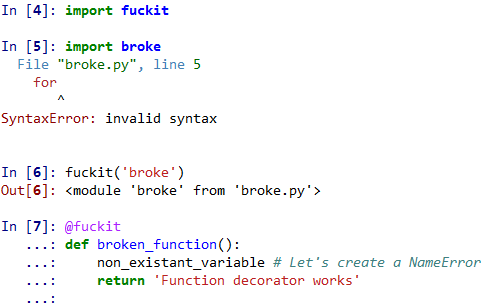 In [4]: import fuckit
In [5]: import broke
File "broke.py", line 5
for
^
SyntaxError: invalid syntax
In [6]: fuckit('broke')
Out[6]: <module 'broke' from 'broke.py'>
In [7]: @fuckit
...: def broken_function():
...: non_existant_variable # Let's create a NameError
...: return 'Function decorator works'
...: